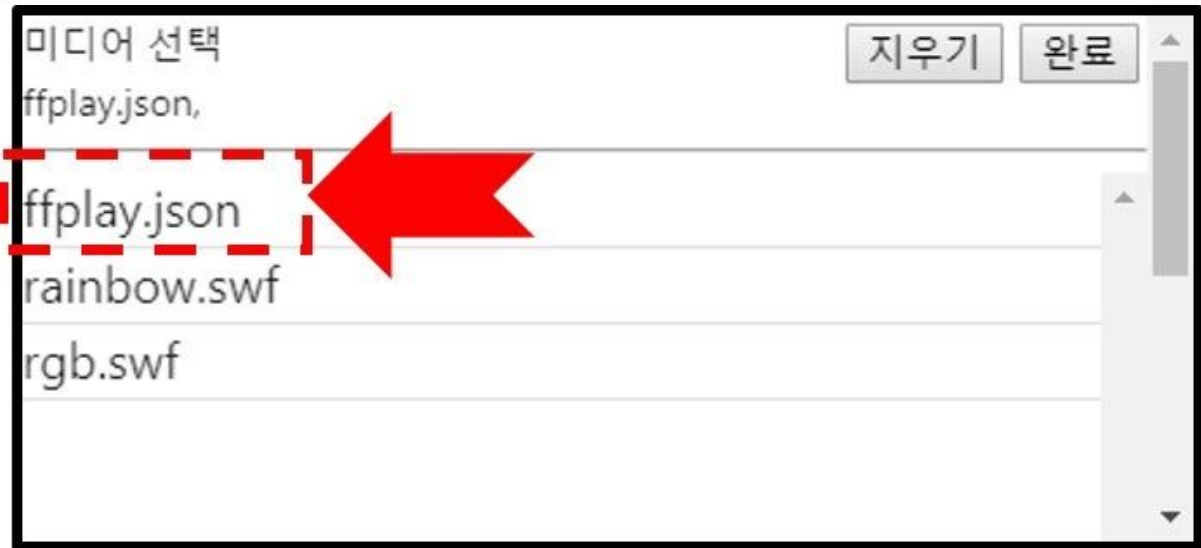 미디어 선택 지우기 완료
ffplay.json,
ffplay.json
rainbow.swf
rgb.swf